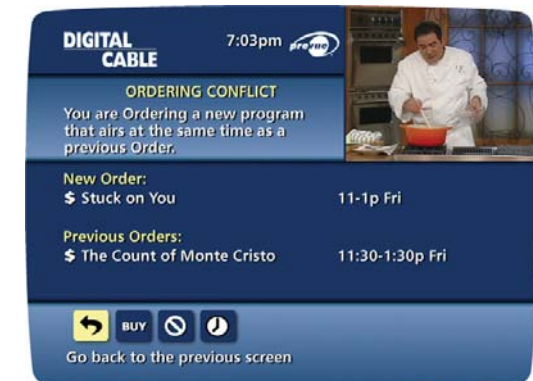 DIGITAL
CABLE
7:03pm prevue
ORDERING CONFLICT
You are Ordering a new program
that airs at the same time as a
previous Order.
New Order:
$ Stuck on You 11-1p Fri
Previous Orders:
$ The Count of Monte Cristo 11:30-1:30p Fri
BUY
Go back to the previous screen